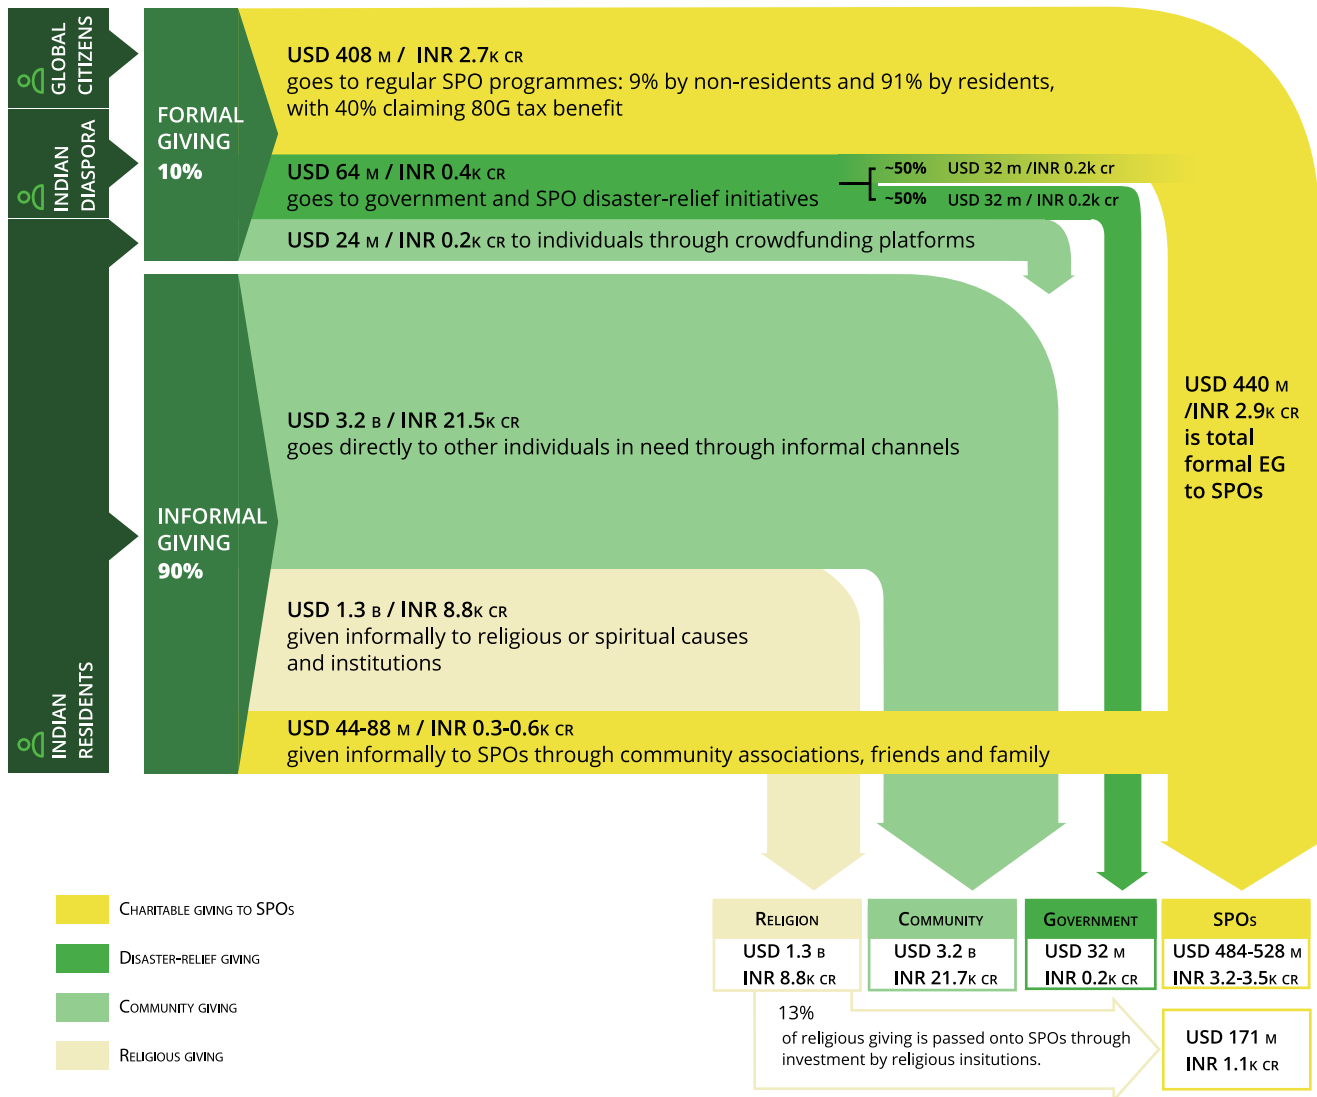 GLOBAL
CITIZENS
INDIAN
DIASPORA
INDIAN
RESIDENTS
FORMAL
GIVING
10%
USD 408 M / INR 2.7K CR
goes to regular SPO programmes: 9% by non-residents and 91% by residents,
with 40% claiming 80G tax benefit
USD 64 M / INR 0.4K CR
goes to government and SPO disaster-relief initiatives
~50% USD 32 m /INR 0.2k cr
~50% USD 32 m / INR 0.2k cr
USD 24 M / INR 0.2K CR to individuals through crowdfunding platforms
INFORMAL
GIVING
90%
USD 3.2 B / INR 21.5K CR
goes directly to other individuals in need through informal channels
USD 1.3 B / INR 8.8K CR
given informally to religious or spiritual causes
and institutions
USD 44-88 M / INR 0.3-0.6K CR
given informally to SPOs through community associations, friends and family
USD 440 M
/INR 2.9K CR
is total
formal EG
to SPOs
CHARITABLE GIVING TO SPOs
DISASTER-RELIEF GIVING
COMMUNITY GIVING
RELIGIOUS GIVING
RELIGION
USD 1.3 B
INR 8.8K CR
COMMUNITY
USD 3.2 B
INR 21.7K CR
GOVERNMENT
USD 32 M
INR 0.2K CR
SPOs
USD 484-528 M
INR 3.2-3.5K CR
13%
of religious giving is passed onto SPOs through
investment by religious insitutions.
USD 171 M
INR 1.1K CR